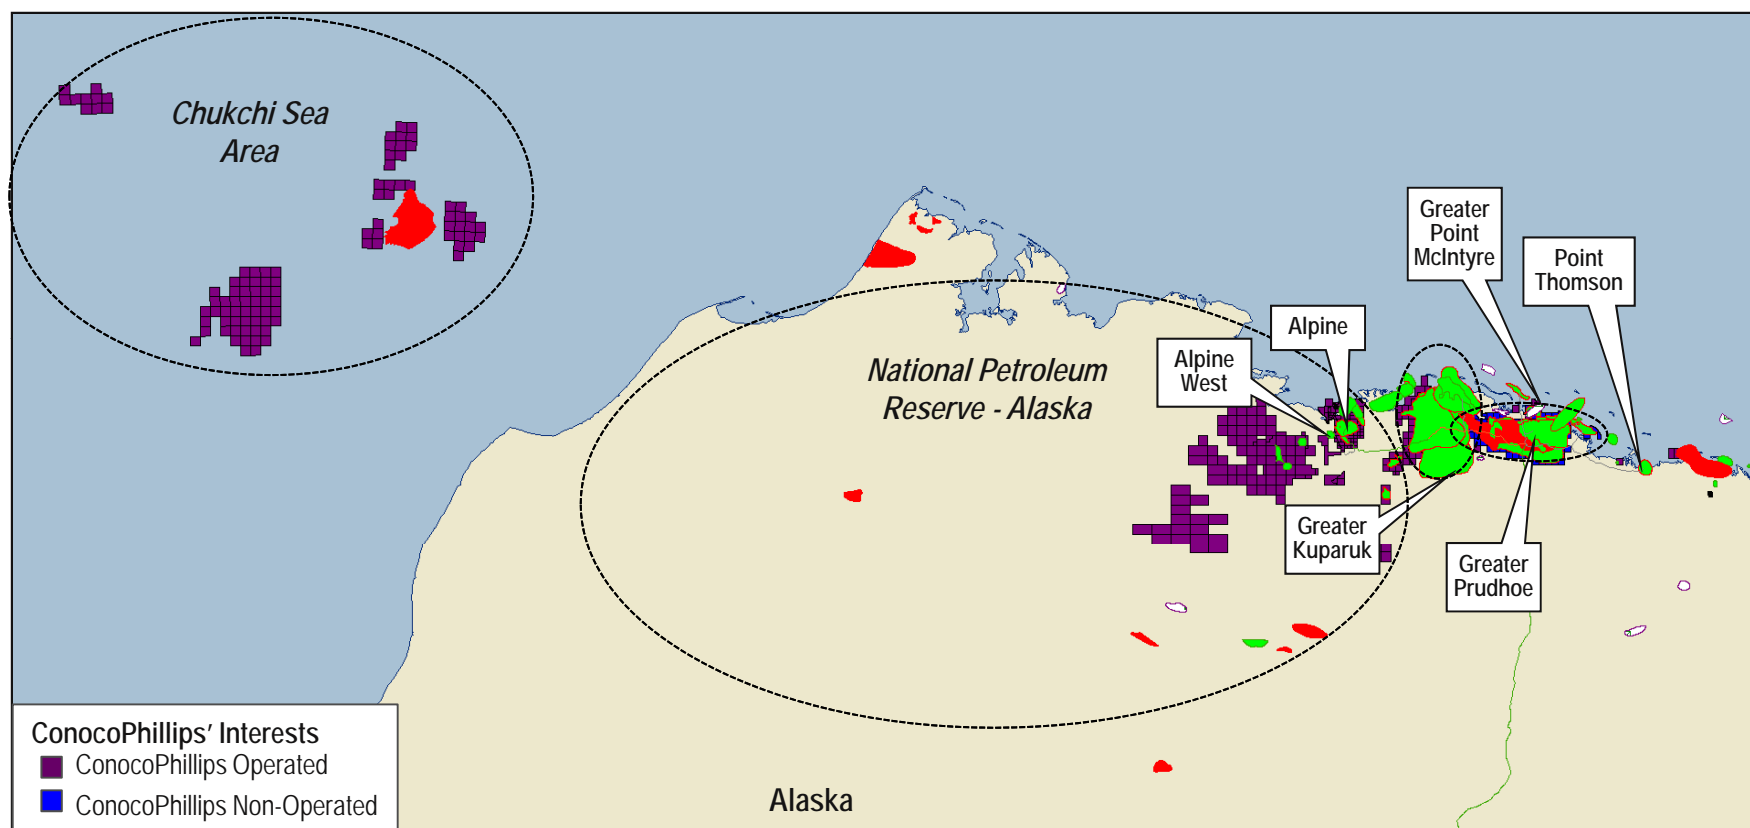 Chukchi Sea
Area
Greater
Point
McIntyre
Point
Thomson
Alpine
Alpine
West
National Petroleum
Reserve - Alaska
Greater
Kuparuk
Greater
Prudhoe
ConocoPhillips' Interests
ConocoPhillips Operated
ConocoPhillips Non-Operated
Alaska